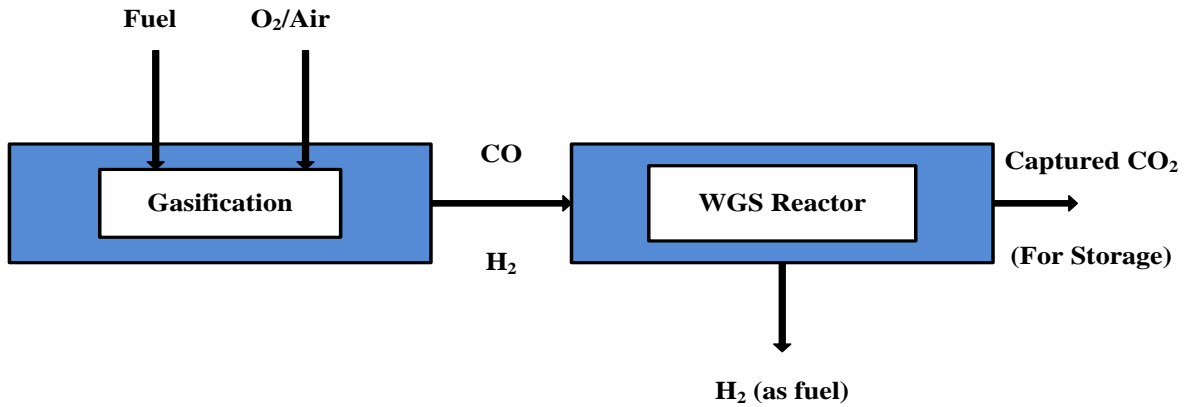 Fuel
O₂/Air
Gasification
CO
H₂
WGS Reactor
Captured CO₂
(For Storage)
H₂ (as fuel)